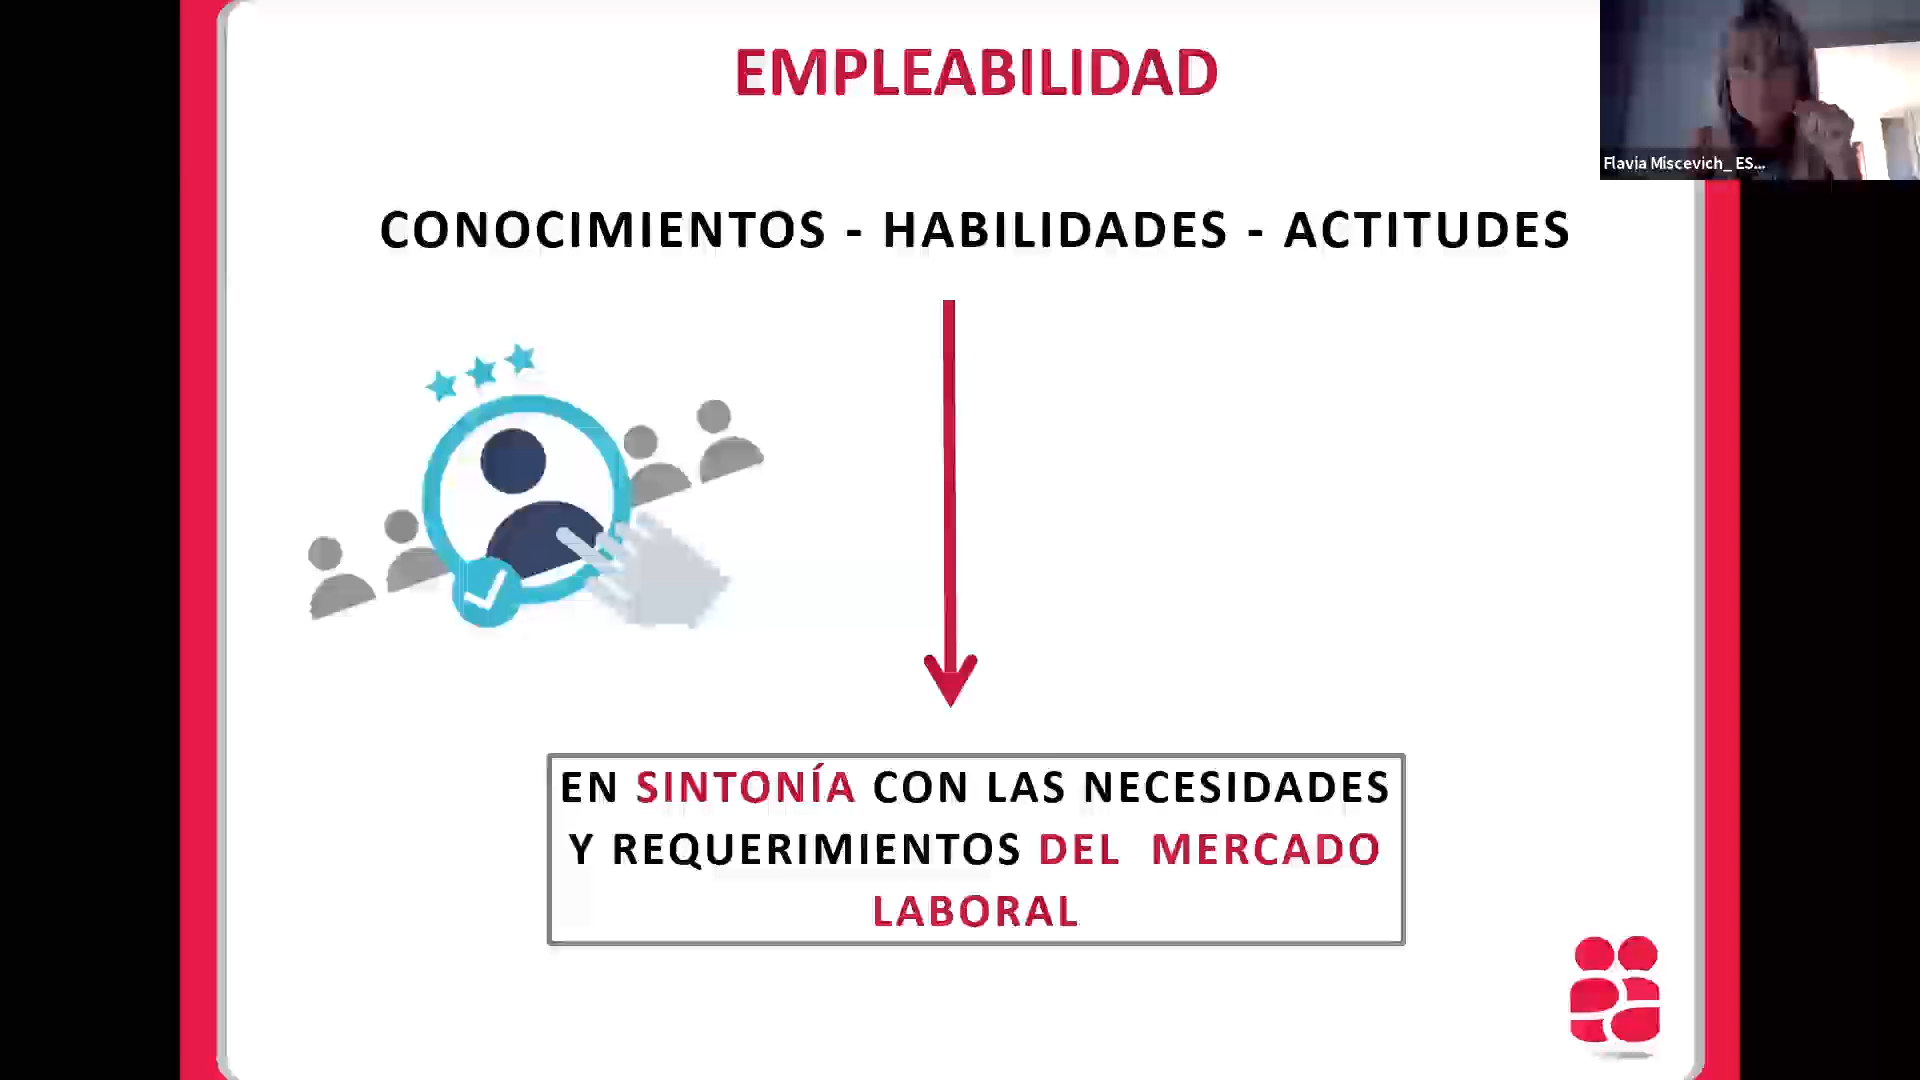 EMPLEABILIDAD
Flavia Miscevich_ ES...
CONOCIMIENTOS - HABILIDADES - ACTITUDES
EN SINTONÍA CON LAS NECESIDADES
Y REQUERIMIENTOS DEL MERCADO
LABORAL